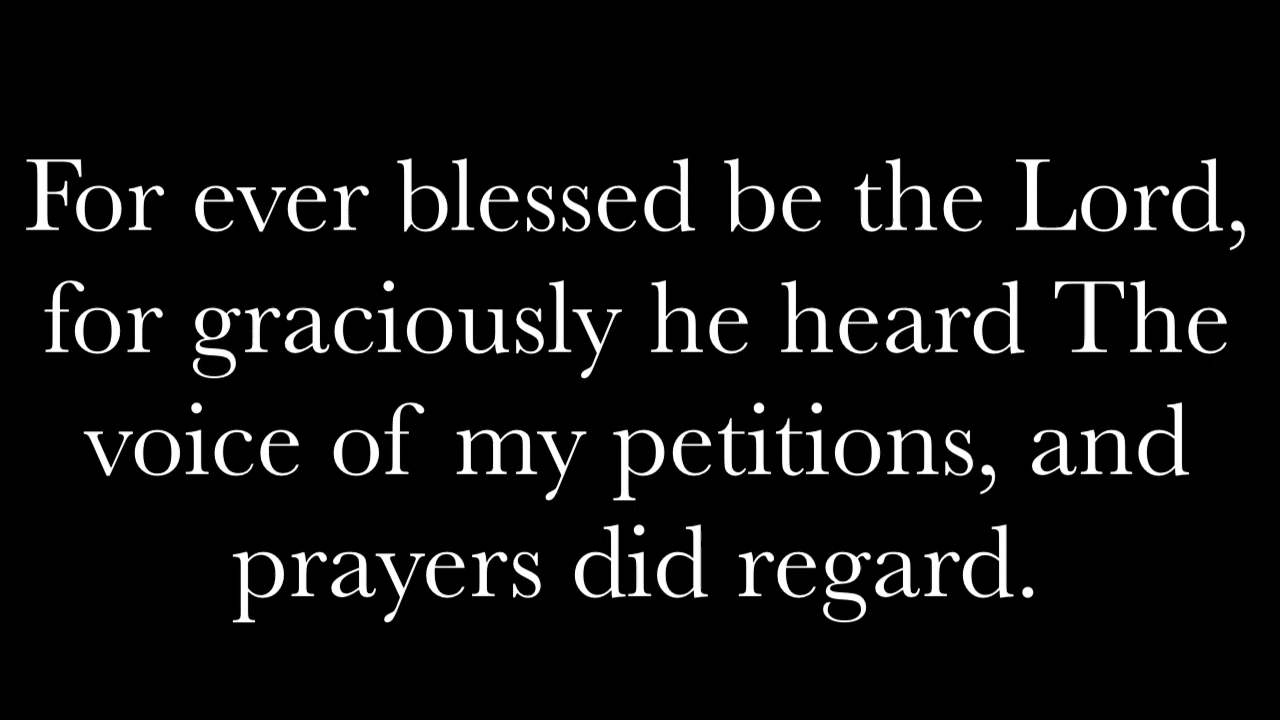 For ever blessed be the Lord,
for graciously he heard The
voice of my petitions, and
prayers did regard.